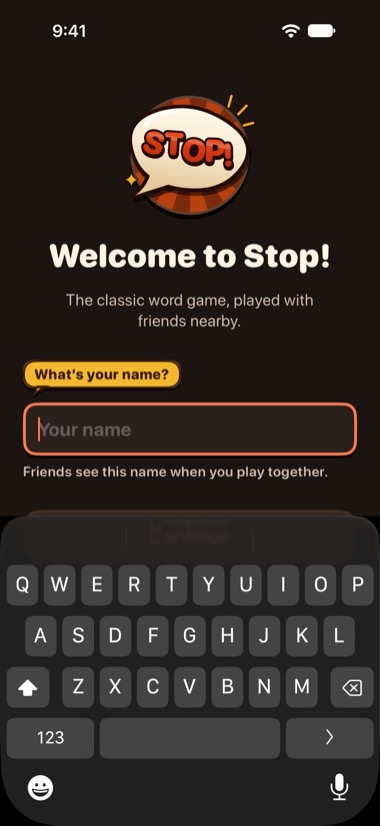 9:41
STOP!
Welcome to Stop!
The classic word game, played with
friends nearby.
What's your name?
Your name
Friends see this name when you play together.
Continue
Q W E R T Y U I O P
A S D F G H J K L
Z X C V B N M
123